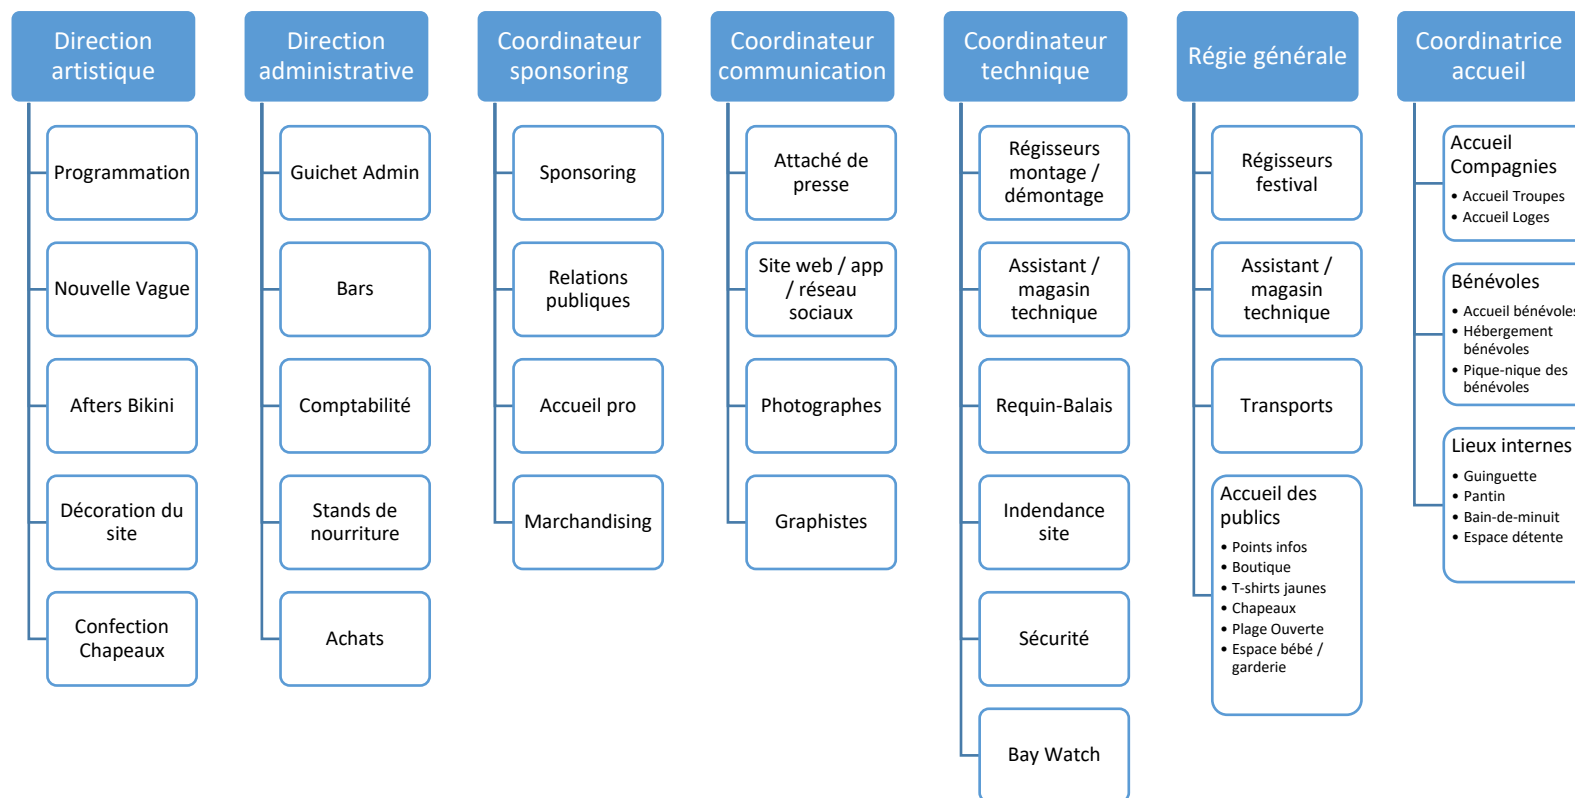 Direction
artistique
Programmation
Nouvelle Vague
Afters Bikini
Décoration du
site
Confection
Chapeaux
Direction
administrative
Guichet Admin
Bars
Comptabilité
Stands de
nourriture
Achats
Coordinateur
sponsoring
Sponsoring
Relations
publiques
Accueil pro
Marchandising
Coordinateur
communication
Attaché de
presse
Site web / app
/ réseau
sociaux
Photographes
Graphistes
Coordinateur
technique
Régisseurs
montage /
démontage
Assistant /
magasin
technique
Requin-Balais
Indendance
site
Sécurité
Bay Watch
Régie générale
Régisseurs
festival
Assistant /
magasin
technique
Transports
Accueil des
publics
• Points infos
• Boutique
• T-shirts jaunes
• Chapeaux
• Plage Ouverte
• Espace bébé /
garderie
Coordinatrice
accueil
Accueil
Compagnies
• Accueil Troupes
• Accueil Loges
Bénévoles
• Accueil bénévoles
• Hébergement
bénévoles
• Pique-nique des
bénévoles
Lieux internes
• Guinguette
• Pantin
• Bain-de-minuit
• Espace détente